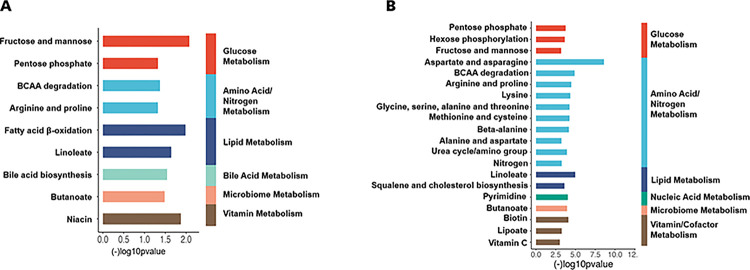 A
Fructose and mannose
Pentose phosphate
BCAA degradation
Arginine and proline
Fatty acid β-oxidation
Linoleate
Bile acid biosynthesis
Butanoate
Niacin
Glucose
Metabolism
Amino Acid/
Nitrogen
Metabolism
Lipid Metabolism
Bile Acid Metabolism
Microbiome Metabolism
Vitamin Metabolism
0.0 0.5 1.0 1.5 2.0
(-)log10pvalue
B
Pentose phosphate
Hexose phosphorylation
Fructose and mannose
Aspartate and asparagine
BCAA degradation
Arginine and proline
Lysine
Glycine, serine, alanine and threonine
Methionine and cysteine
Beta-alanine
Alanine and aspartate
Urea cycle/amino group
Nitrogen
Linoleate
Squalene and cholesterol biosynthesis
Pyrimidine
Butanoate
Biotin
Lipoate
Vitamin C
Glucose
Metabolism
Amino Acid/
Nitrogen
Metabolism
Lipid Metabolism
Nucleic Acid Metabolism
Microbiome Metabolism
Vitamin/Cofactor
Metabolism
0.0 2.5 5.0 7.5 10.0 12.
(-)log10pvalue